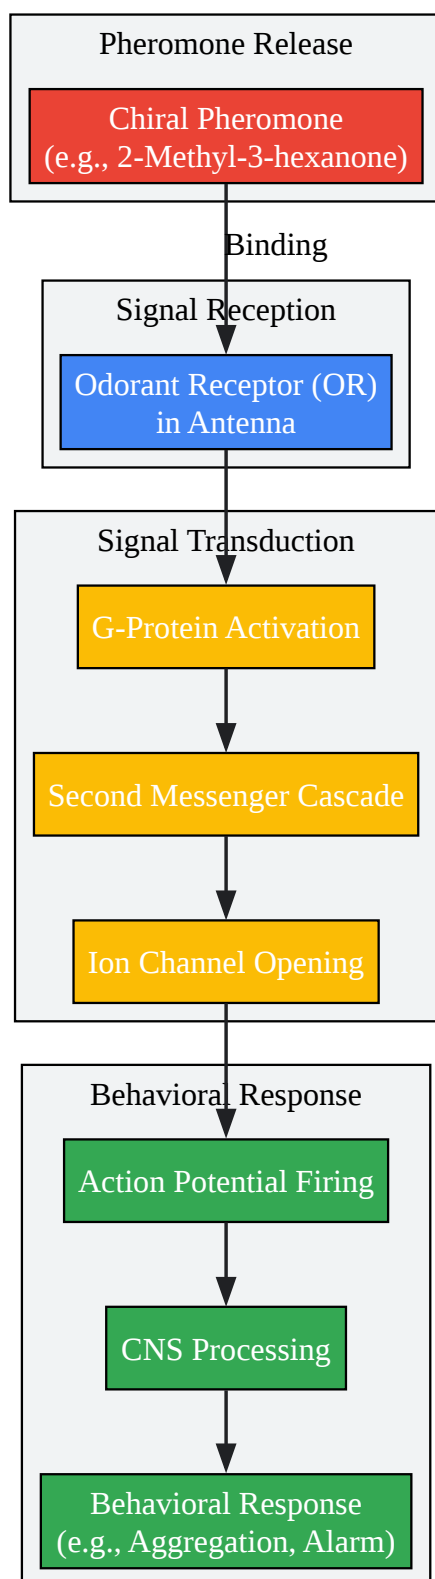 Pheromone Release
Chiral Pheromone
(e.g., 2-Methyl-3-hexanone)
Binding
Signal Reception
Odorant Receptor (OR)
in Antenna
Signal Transduction
G-Protein Activation
Second Messenger Cascade
Ion Channel Opening
Behavioral Response
Action Potential Firing
CNS Processing
Behavioral Response
(e.g., Aggregation, Alarm)